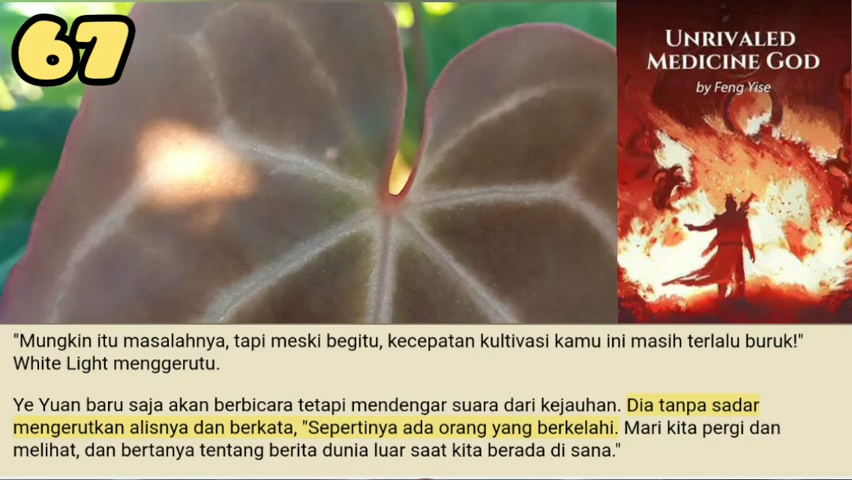 67
UNRIVALED
MEDICINE GOD
by Feng Yise
"Mungkin itu masalahnya, tapi meski begitu, kecepatan kultivasi kamu ini masih terlalu buruk!"
White Light menggerutu.
Ye Yuan baru saja akan berbicara tetapi mendengar suara dari kejauhan. Dia tanpa sadar
mengerutkan alisnya dan berkata, "Sepertinya ada orang yang berkelahi. Mari kita pergi dan
melihat, dan bertanya tentang berita dunia luar saat kita berada di sana."